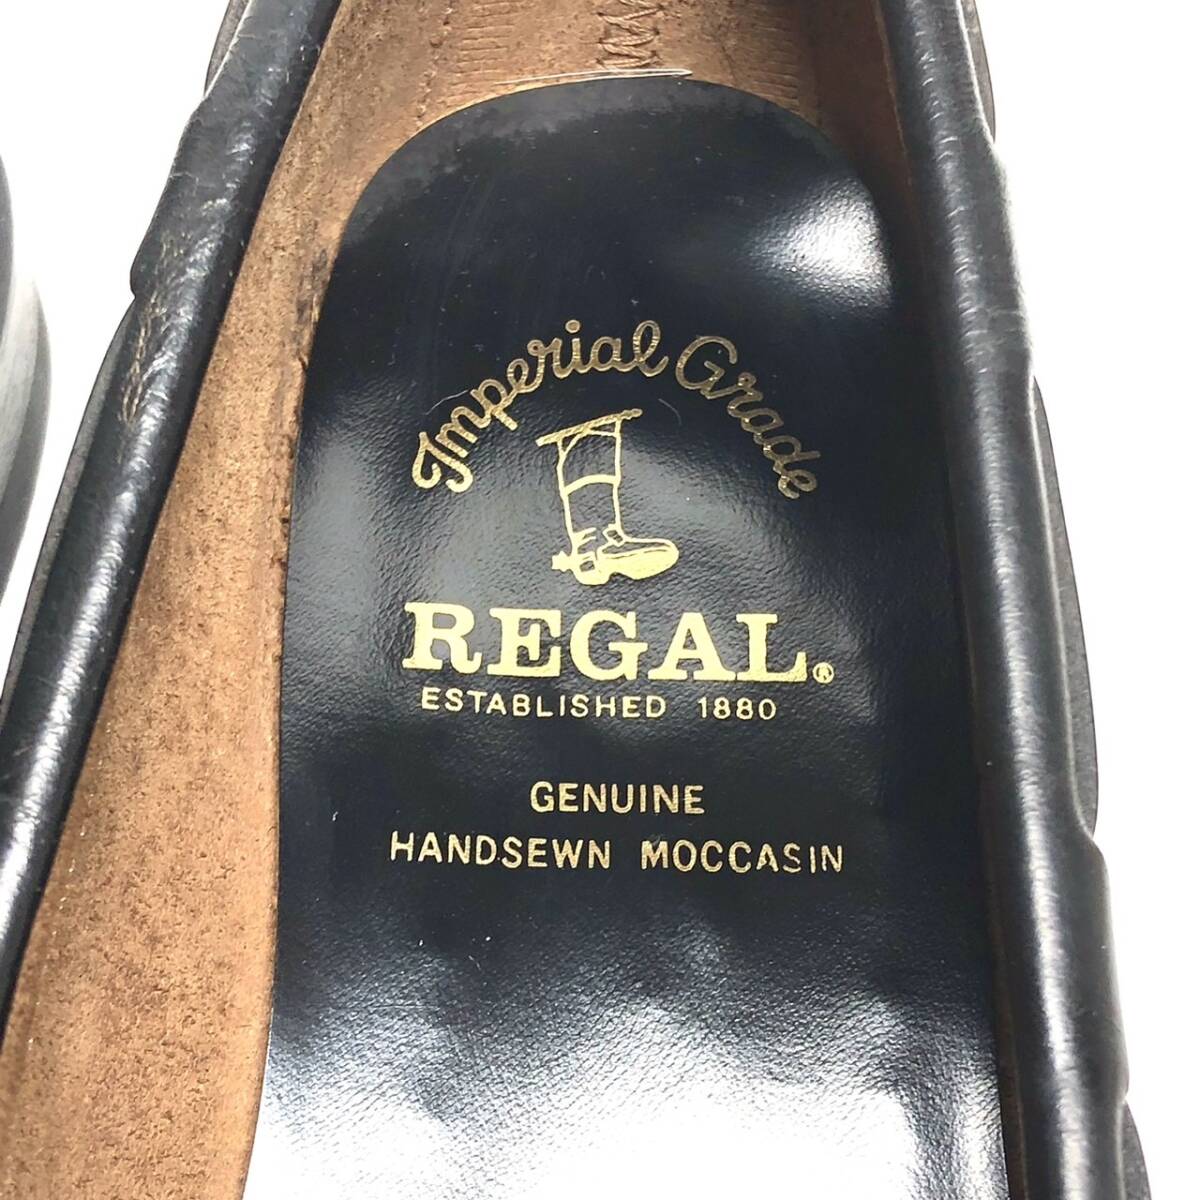 Imperial Grade
REGAL®
ESTABLISHED 1880
GENUINE
HANDSEWN MOCCASIN